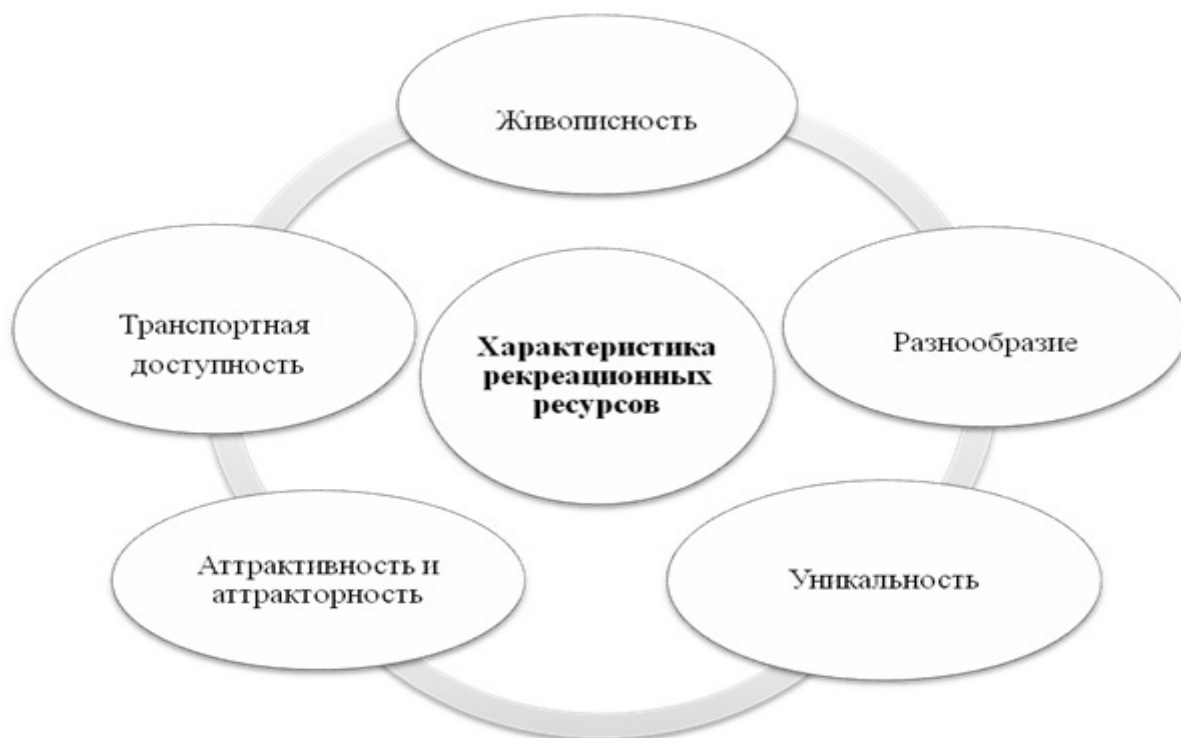 Живописность
Транспортная
доступность
Характеристика
рекреационных
ресурсов
Разнообразие
Аттрактивность и
аттракторность
Уникальность